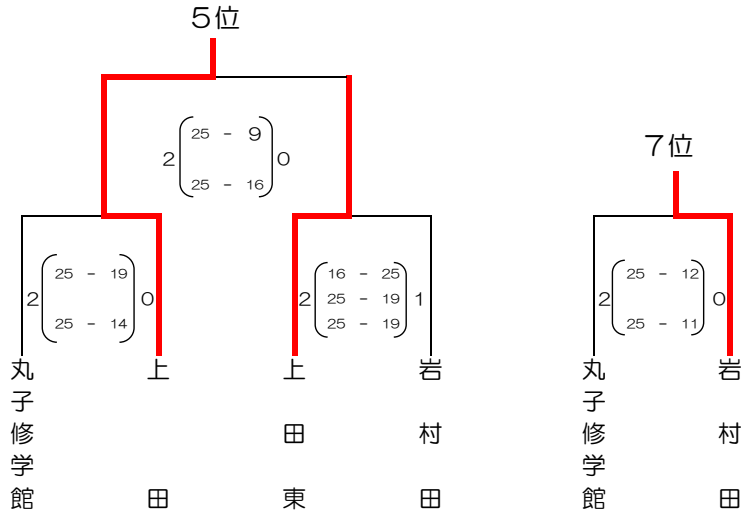 5位
7位
25 - 9
2 0
25 - 16
25 - 19
2 0
25 - 14
16 - 25
2 25 - 19 1
25 - 19
25 - 12
2 0
25 - 11
丸子修学館
上田
上田東
岩村田
丸子修学館
岩村田